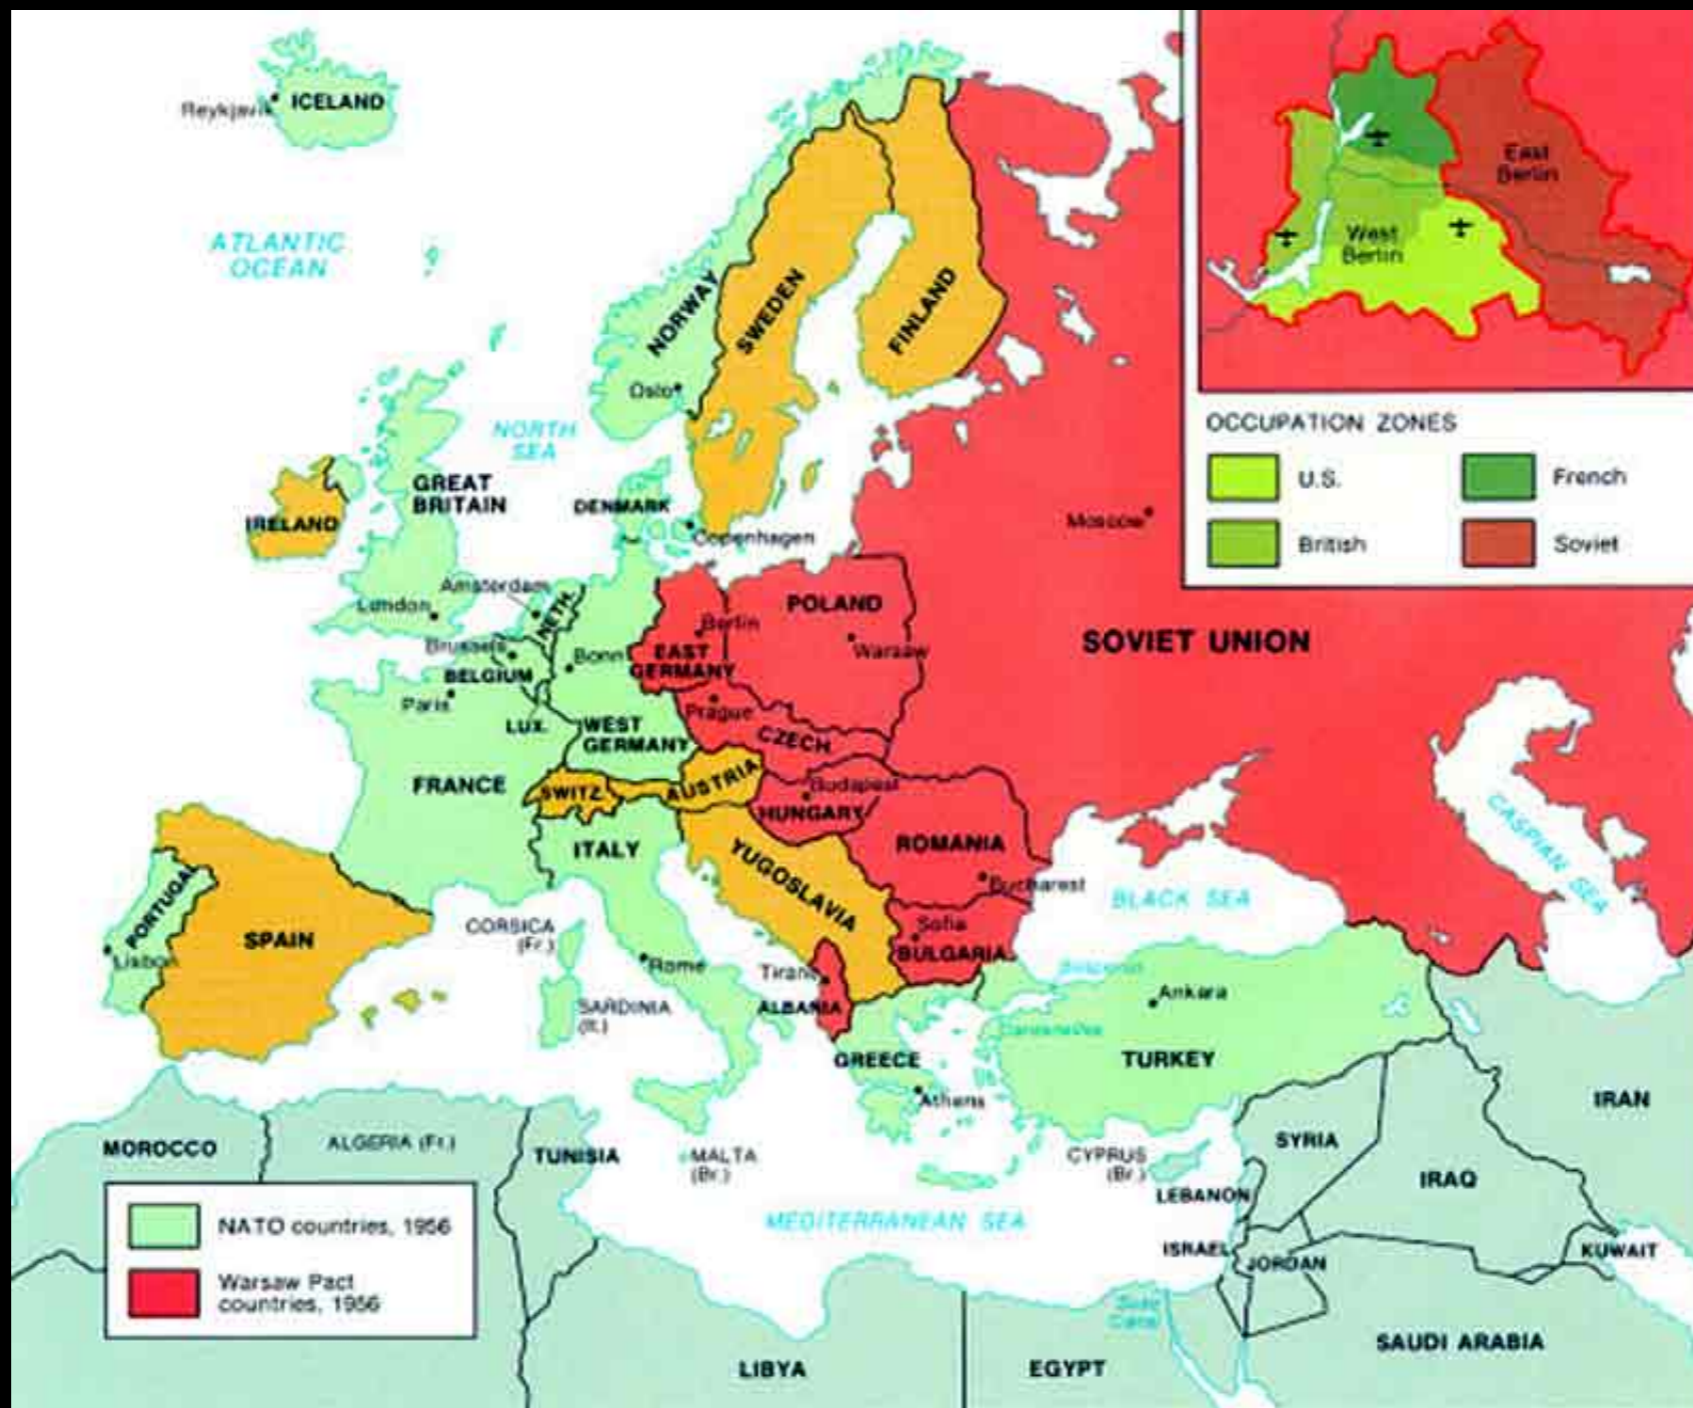 Reykjavik
ICELAND
ATLANTIC
OCEAN
NORWAY
SWEDEN
FINLAND
Oslo
NORTH
SEA
GREAT
BRITAIN
IRELAND
DENMARK
Copenhagen
Amsterdam
London
NETH.
Brussels
BELGIUM
Bonn
Paris
LUX.
WEST
GERMANY
Berlin
EAST
GERMANY
POLAND
Warsaw
Prague
CZECH
Moscow
SOVIET UNION
FRANCE
SWITZ.
AUSTRIA
Budapest
HUNGARY
ITALY
YUGOSLAVIA
ROMANIA
Bucharest
BLACK SEA
CASPIAN SEA
PORTUGAL
Lisbon
SPAIN
CORSICA
(Fr.)
Rome
SARDINIA
(It.)
Sofia
BULGARIA
Tirane
ALBANIA
GREECE
Athens
Bosporus
Dardanelles
Ankara
TURKEY
MOROCCO
ALGERIA (Fr.)
TUNISIA
MALTA
(Br.)
CYPRUS
(Br.)
MEDITERRANEAN SEA
SYRIA
LEBANON
ISRAEL
JORDAN
IRAQ
IRAN
KUWAIT
SAUDI ARABIA
Suez
Canal
LIBYA
EGYPT
East
Berlin
West
Berlin
OCCUPATION ZONES
U.S.
French
British
Soviet
NATO countries, 1956
Warsaw Pact
countries, 1956